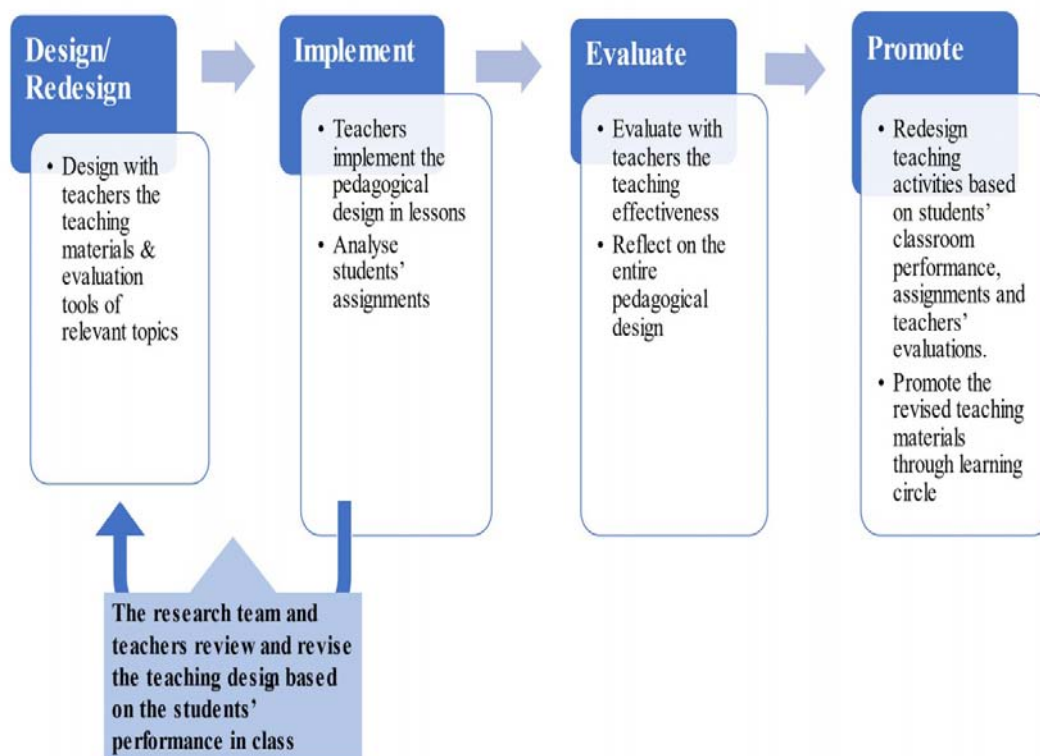 Design/
Redesign
• Design with
teachers the
teaching
materials &
evaluation
tools of
relevant topics
Implement
• Teachers
implement the
pedagogical
design in lessons
• Analyse
students'
assignments
Evaluate
• Evaluate with
teachers the
teaching
effectiveness
• Reflect on the
entire
pedagogical
design
Promote
• Redesign
teaching
activities based
on students'
classroom
performance,
assignments and
teachers'
evaluations.
• Promote the
revised teaching
materials
through learning
circle
The research team and
teachers review and revise
the teaching design based
on the students'
performance in class